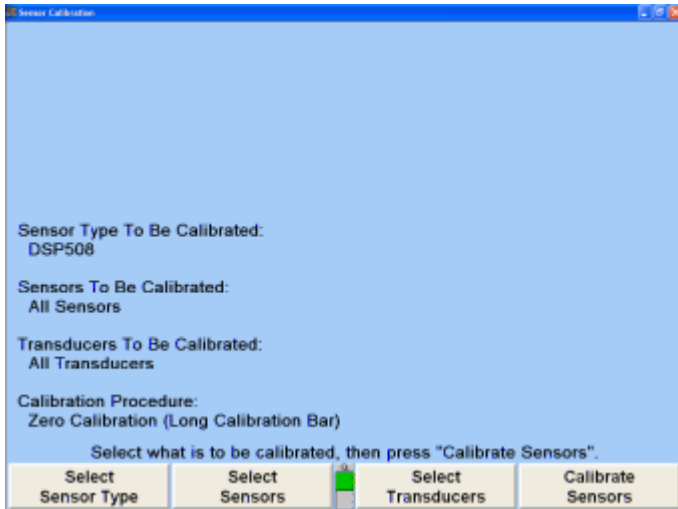 Sensor Calibration
Sensor Type To Be Calibrated:
DSP508
Sensors To Be Calibrated:
All Sensors
Transducers To Be Calibrated:
All Transducers
Calibration Procedure:
Zero Calibration (Long Calibration Bar)
Select what is to be calibrated, then press "Calibrate Sensors".
Select
Sensor Type
Select
Sensors
Select
Transducers
Calibrate
Sensors